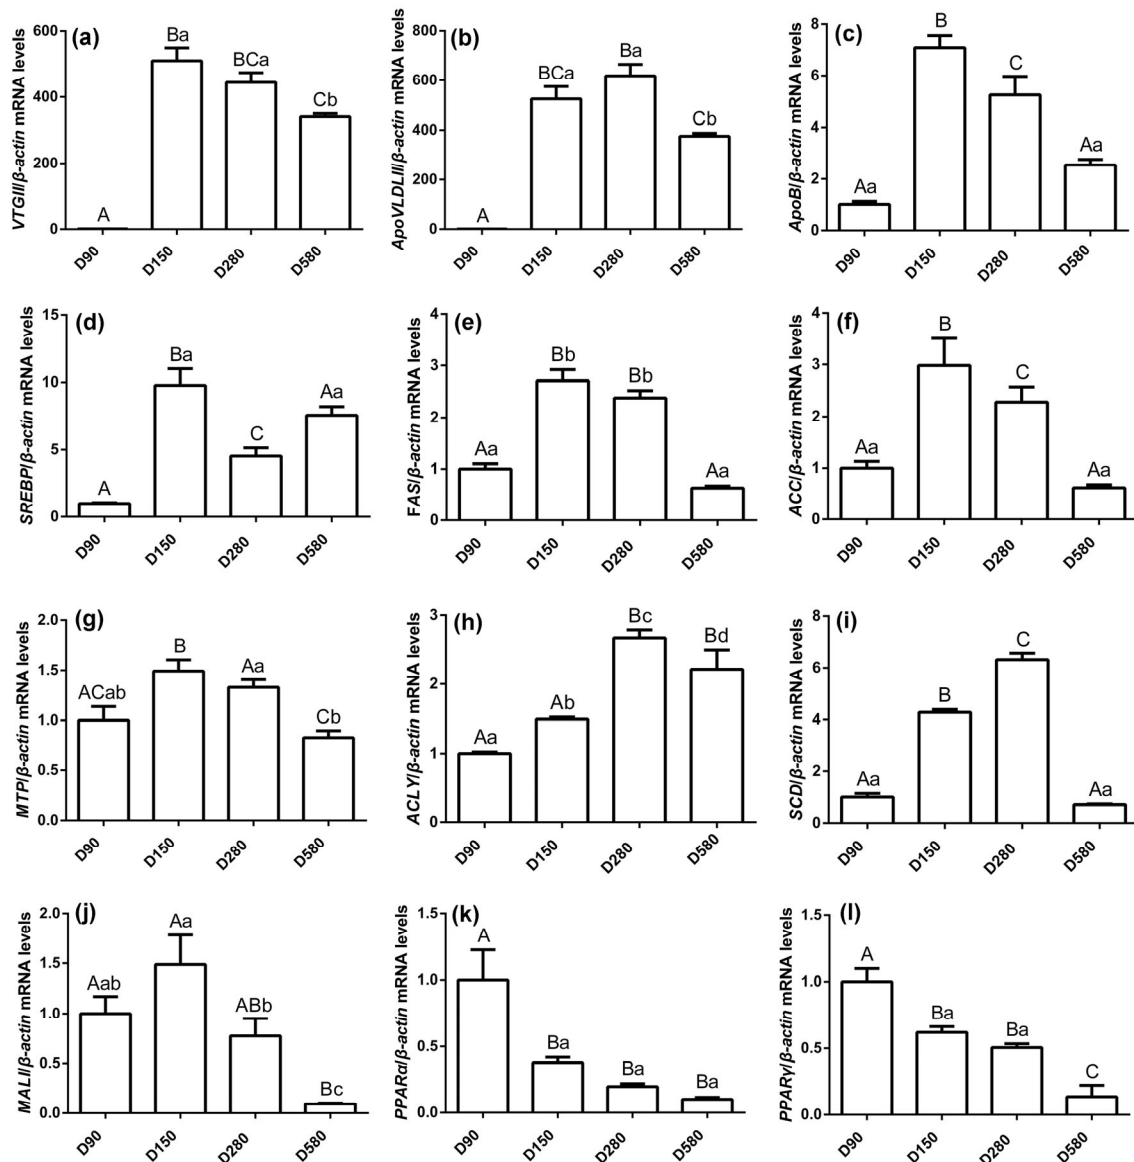 (a)
VTGII/β-actin mRNA levels
600
400
200
0
A
Ba
BCa
Cb
D90
D150
D280
D580
(b)
ApoVLDLII/β-actin mRNA levels
800
600
400
200
0
A
BCa
Ba
Cb
D90
D150
D280
D580
(c)
ApoB/β-actin mRNA levels
8
6
4
2
0
Aa
B
C
Aa
D90
D150
D280
D580
(d)
SREBP/β-actin mRNA levels
15
10
5
0
A
Ba
C
Aa
D90
D150
D280
D580
(e)
FAS/β-actin mRNA levels
4
3
2
1
0
Aa
Bb
Bb
Aa
D90
D150
D280
D580
(f)
ACC/β-actin mRNA levels
4
3
2
1
0
Aa
B
C
Aa
D90
D150
D280
D580
(g)
MTP/β-actin mRNA levels
2.0
1.5
1.0
0.5
0.0
ACab
B
Aa
Cb
D90
D150
D280
D580
(h)
ACLY/β-actin mRNA levels
3
2
1
0
Aa
Ab
Bc
Bd
D90
D150
D280
D580
(i)
SCD/β-actin mRNA levels
8
6
4
2
0
Aa
B
C
Aa
D90
D150
D280
D580
(j)
MALI/β-actin mRNA levels
2.0
1.5
1.0
0.5
0.0
Aab
Aa
ABb
Bc
D90
D150
D280
D580
(k)
PPARα/β-actin mRNA levels
1.5
1.0
0.5
0.0
A
Ba
Ba
Ba
D90
D150
D280
D580
(l)
PPARγ/β-actin mRNA levels
1.5
1.0
0.5
0.0
A
Ba
Ba
C
D90
D150
D280
D580